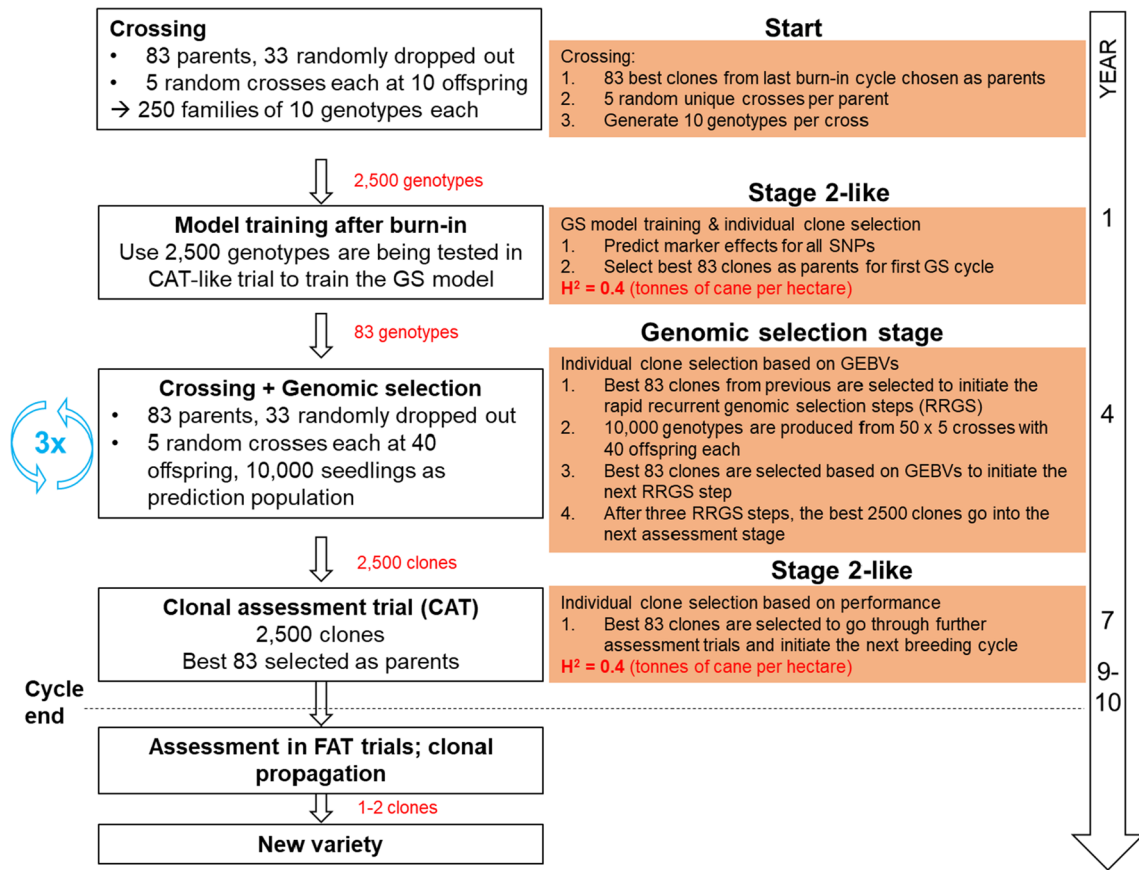 Crossing
• 83 parents, 33 randomly dropped out
• 5 random crosses each at 10 offspring
→ 250 families of 10 genotypes each
Start
Crossing:
1. 83 best clones from last burn-in cycle chosen as parents
2. 5 random unique crosses per parent
3. Generate 10 genotypes per cross
YEAR
2,500 genotypes
Model training after burn-in
Use 2,500 genotypes are being tested in
CAT-like trial to train the GS model
Stage 2-like
GS model training & individual clone selection
1. Predict marker effects for all SNPs
2. Select best 83 clones as parents for first GS cycle
H² = 0.4 (tonnes of cane per hectare)
1
83 genotypes
3x
Crossing + Genomic selection
• 83 parents, 33 randomly dropped out
• 5 random crosses each at 40
offspring, 10,000 seedlings as
prediction population
Genomic selection stage
Individual clone selection based on GEBVs
1. Best 83 clones from previous are selected to initiate the
rapid recurrent genomic selection steps (RRGS)
2. 10,000 genotypes are produced from 50 x 5 crosses with
40 offspring each
3. Best 83 clones are selected based on GEBVs to initiate the
next RRGS step
4. After three RRGS steps, the best 2500 clones go into the
next assessment stage
4
2,500 clones
Clonal assessment trial (CAT)
2,500 clones
Best 83 selected as parents
Stage 2-like
Individual clone selection based on performance
1. Best 83 clones are selected to go through further
assessment trials and initiate the next breeding cycle
H² = 0.4 (tonnes of cane per hectare)
7
9-
10
Cycle
end
Assessment in FAT trials; clonal
propagation
1-2 clones
New variety